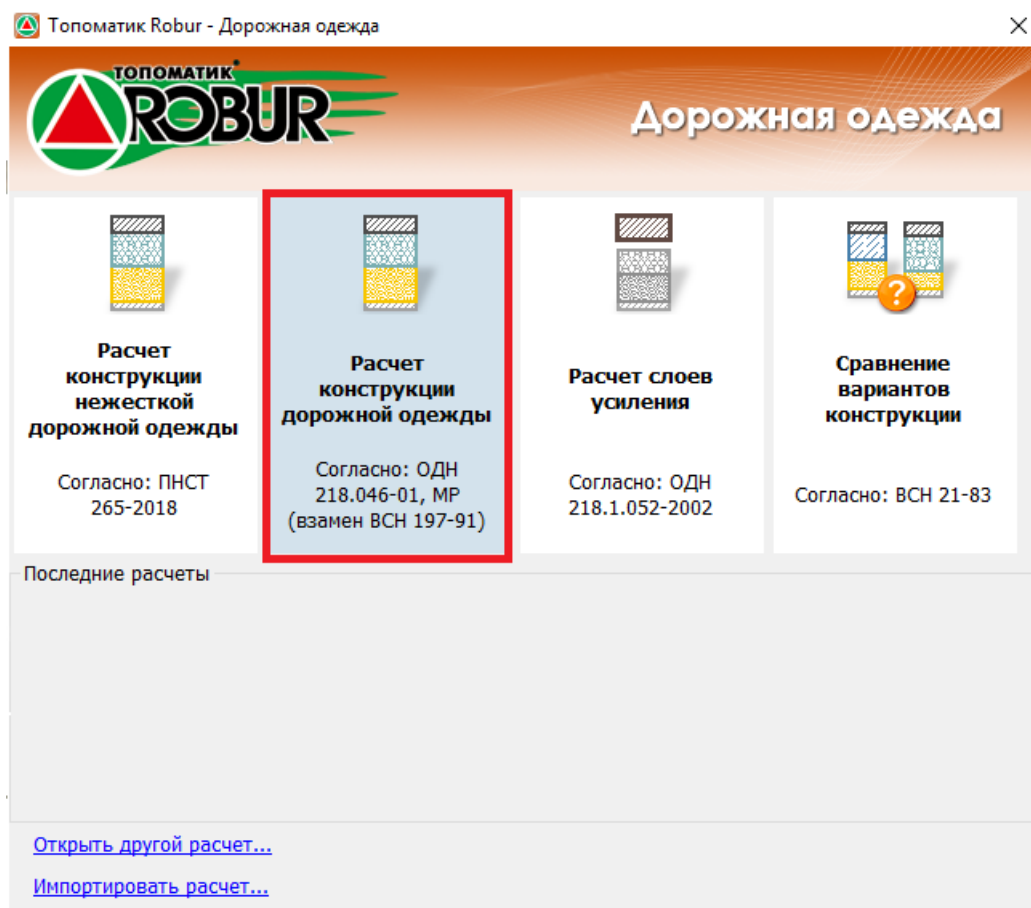 Топоматик Robur - Дорожная одежда
ТОПОМАТИК
ROBUR
Дорожная одежда
Расчет
конструкции
нежесткой
дорожной одежды
Согласно: ПНСТ
265-2018
Расчет
конструкции
дорожной одежды
Согласно: ОДН
218.046-01, МР
(взамен ВСН 197-91)
Расчет слоев
усиления
Согласно: ОДН
218.1.052-2002
?
Сравнение
вариантов
конструкции
Согласно: ВСН 21-83
Последние расчеты
Открыть другой расчет...
Импортировать расчет...